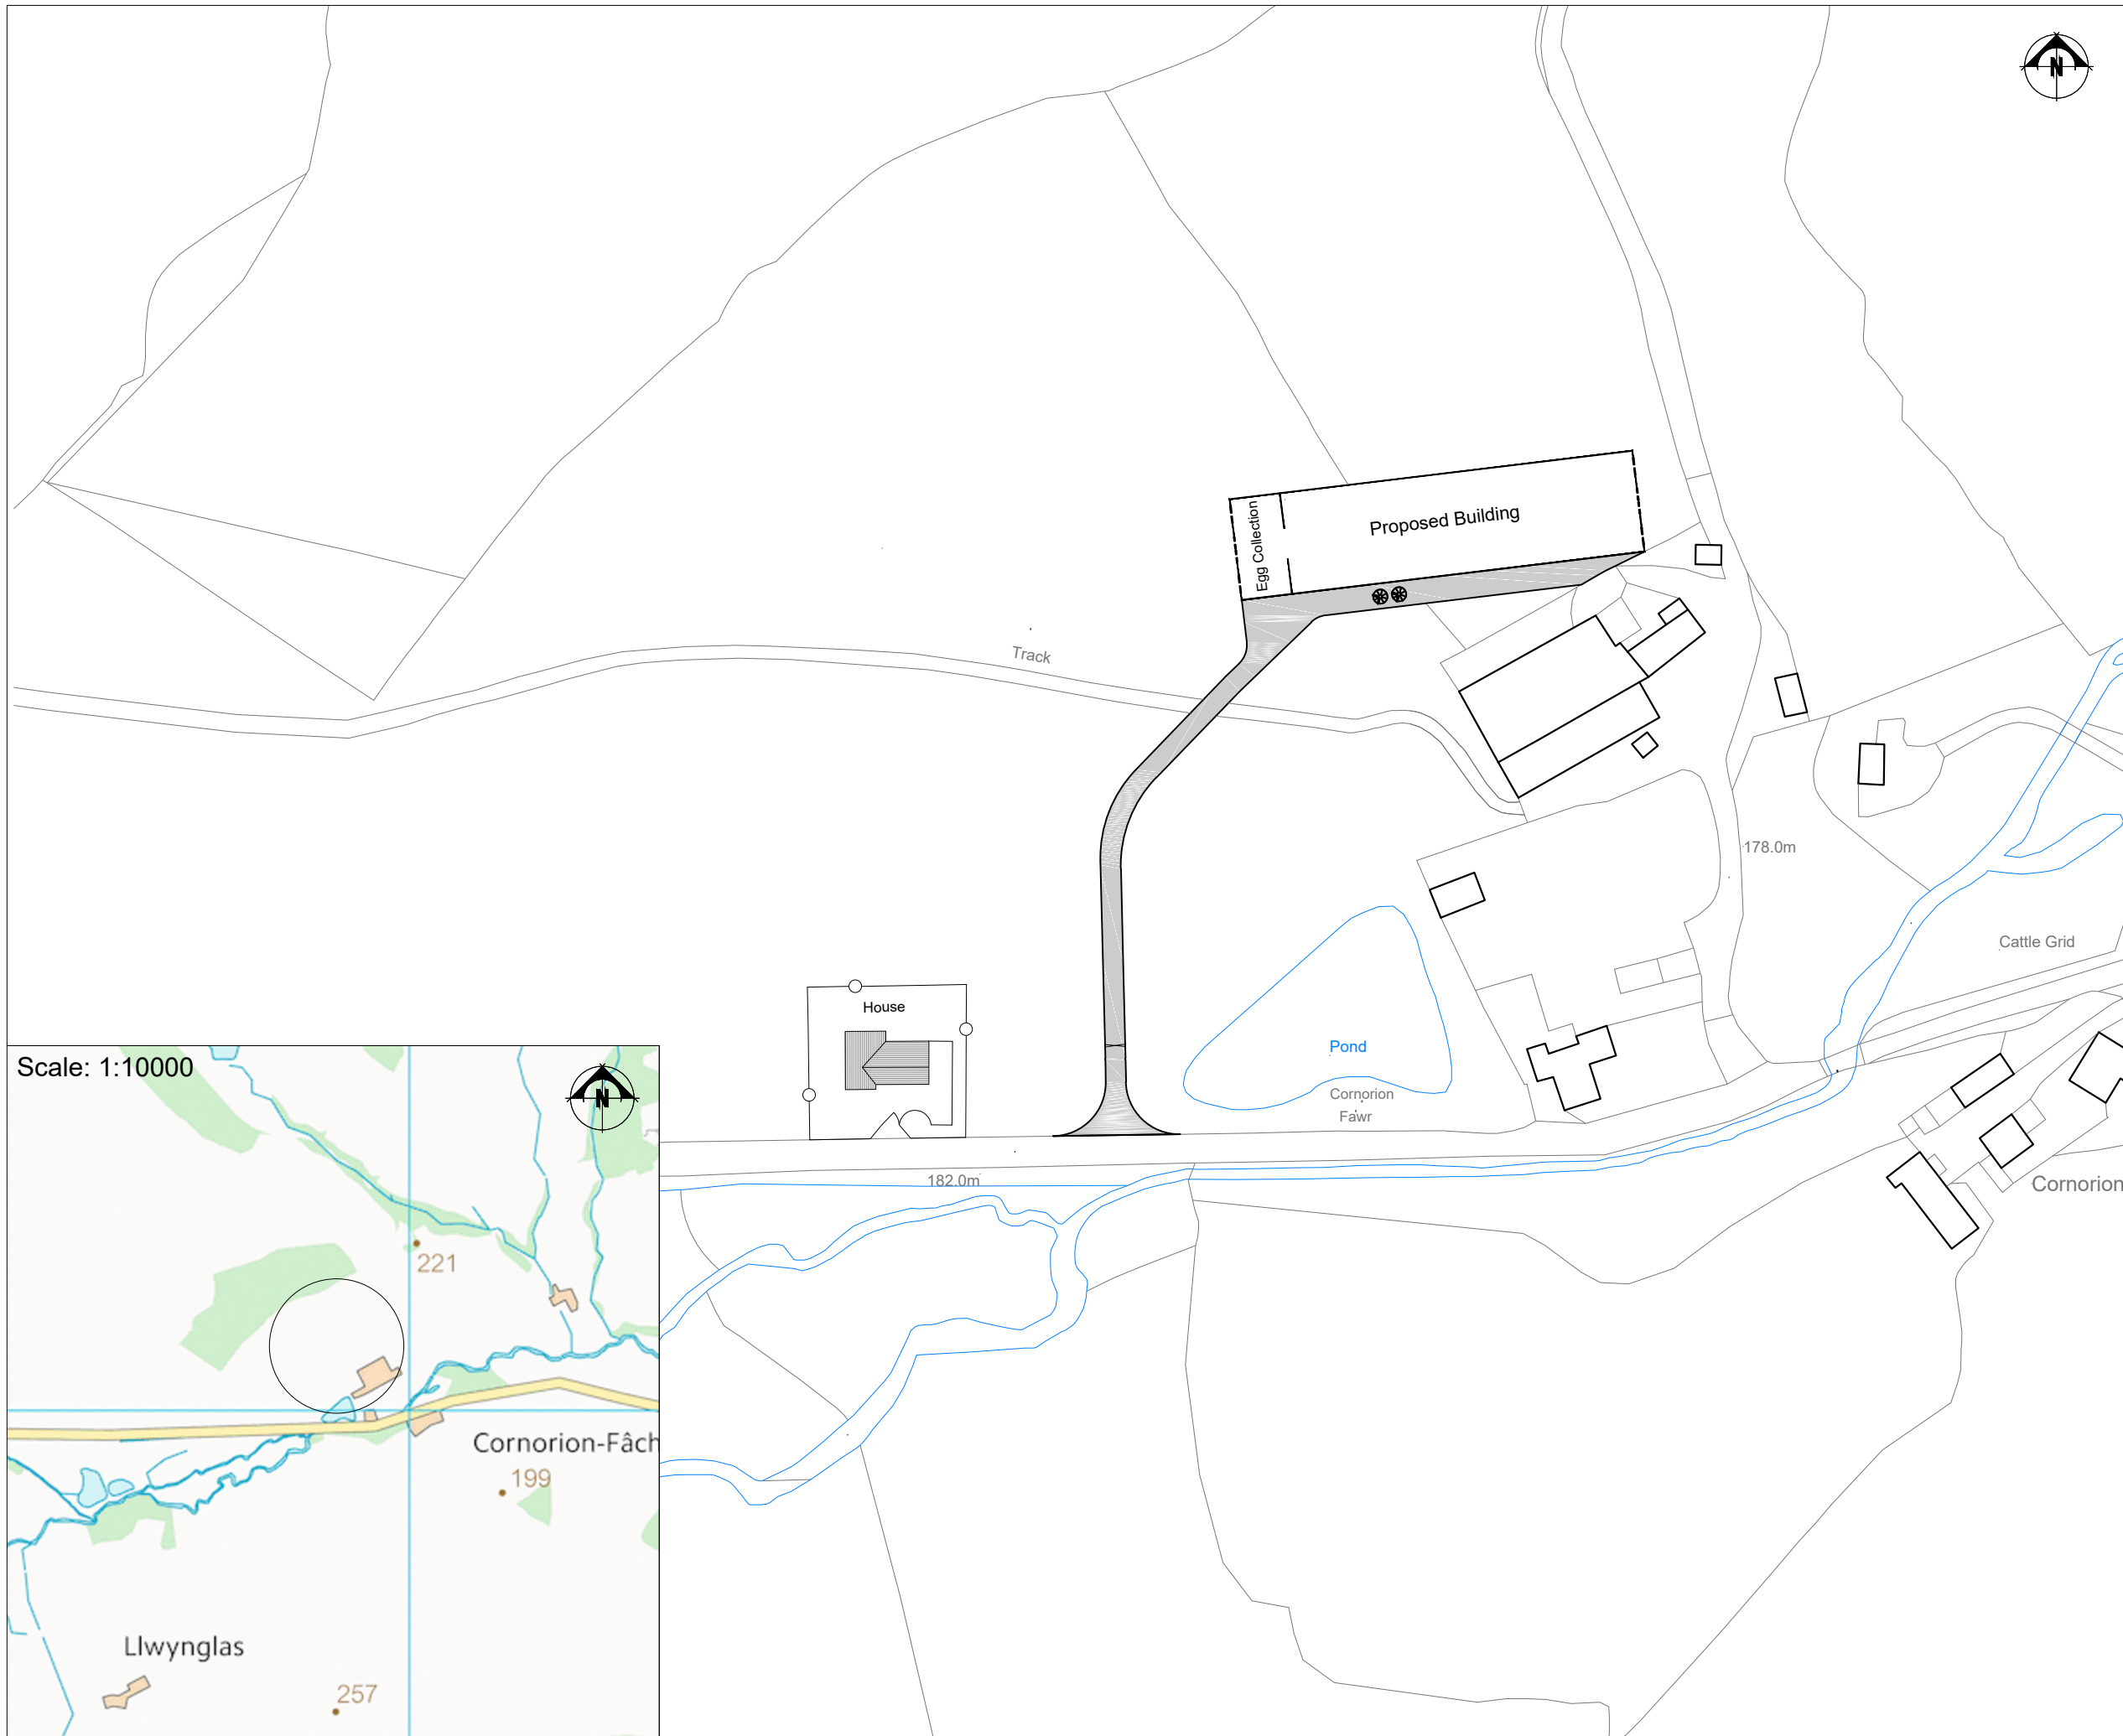 N
Egg Collection
Proposed Building
Track
178.0m
Cattle Grid
House
Pond
Cornorion
Fawr
182.0m
Cornorion
Scale: 1:10000
N
221
Cornorion-Fâch
199
Llwynglas
257